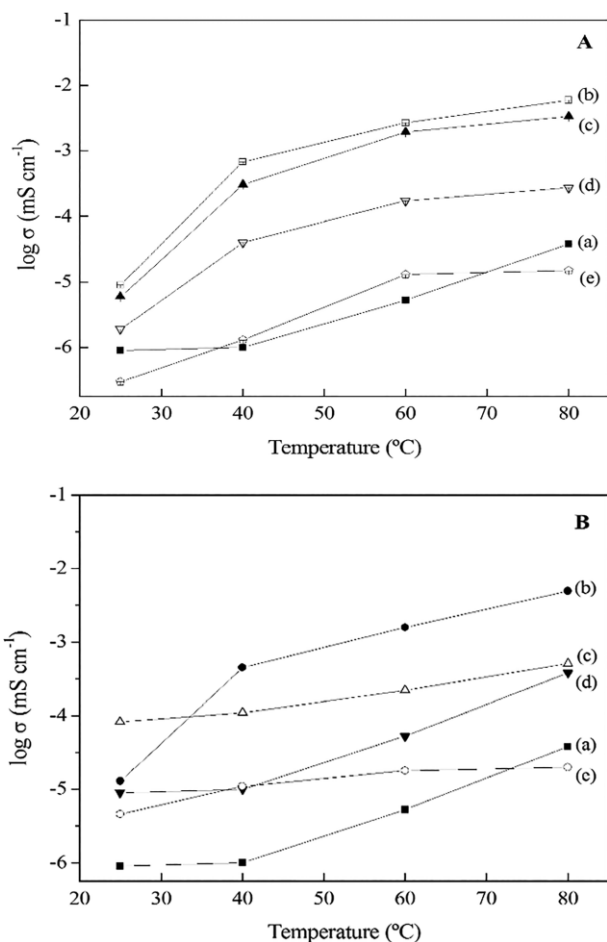 -1
A
-2
(b)
(c)
-3
(d)
-4
(a)
-5
(e)
-6
log σ (mS cm⁻¹)
20 30 40 50 60 70 80
Temperature (ºC)
-1
B
-2
(b)
-3
(c)
(d)
-4
(a)
-5
(e)
-6
log σ (mS cm⁻¹)
20 30 40 50 60 70 80
Temperature (ºC)